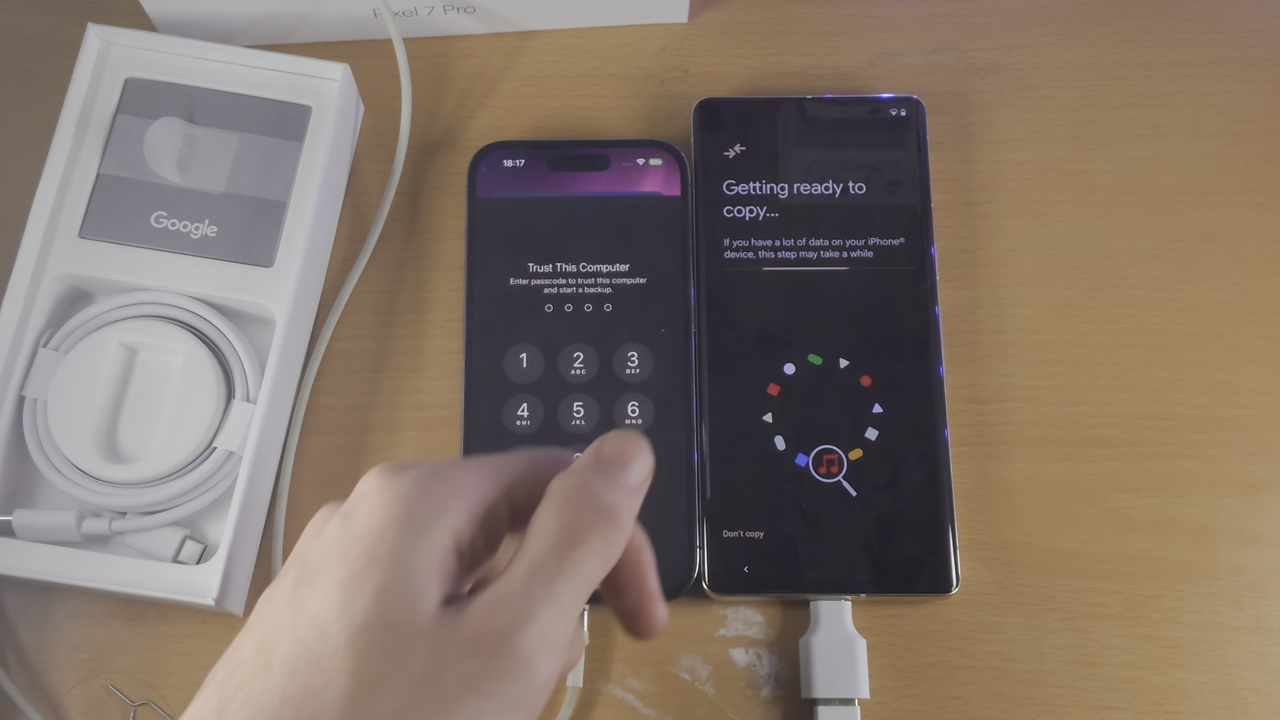 Pixel 7 Pro
Google
18:17
Trust This Computer
Enter passcode to trust this computer
and start a backup.
1
2
ABC
3
DEF
4
GHI
5
JKL
6
MNO
Getting ready to
copy...
If you have a lot of data on your iPhone®
device, this step may take a while
Don't copy